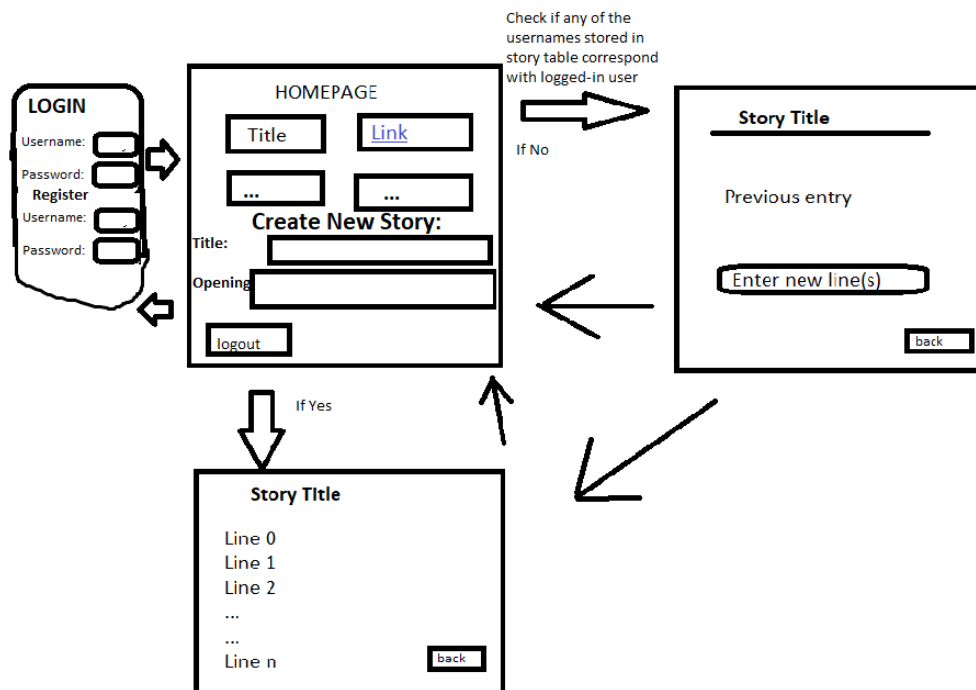 Check if any of the
usernames stored in
story table correspond
with logged-in user
LOGIN
Username:
Password:
Register
Username:
Password:
HOMEPAGE
Title
Link
...
...
Create New Story:
Title:
Opening
logout
If No
Story Title
Previous entry
Enter new line(s)
back
If Yes
Story TItle
Line 0
Line 1
Line 2
...
...
Line n
back